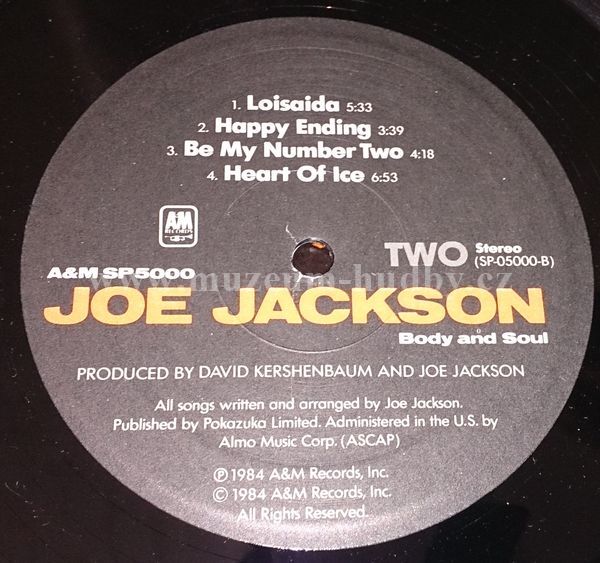 1. Loisaida 5:33
2. Happy Ending 3:39
3. Be My Number Two 4:18
4. Heart Of Ice 6:53
A&M
RECORDS
TWO Stereo
(SP-05000-B)
A&M SP5000
www.muzeum-hudby.cz
JOE JACKSON
Body and Soul
PRODUCED BY DAVID KERSHENBAUM AND JOE JACKSON
All songs written and arranged by Joe Jackson.
Published by Pokazuka Limited. Administered in the U.S. by
Almo Music Corp. (ASCAP)
℗ 1984 A&M Records, Inc.
© 1984 A&M Records, Inc.
All Rights Reserved.